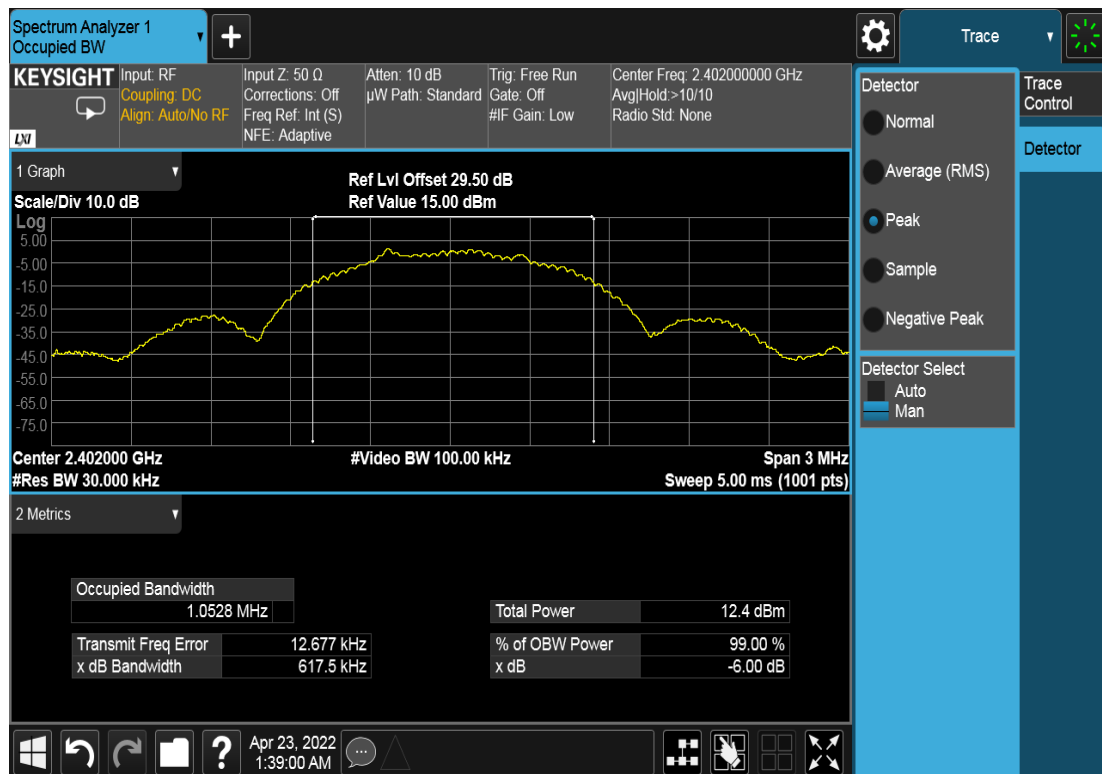 Spectrum Analyzer 1
Occupied BW
+
Trace
KEYSIGHT
LXI
Input: RF
Coupling: DC
Align: Auto/No RF
Input Z: 50 Ω
Corrections: Off
Freq Ref: Int (S)
NFE: Adaptive
Atten: 10 dB
µW Path: Standard
Trig: Free Run
Gate: Off
#IF Gain: Low
Center Freq: 2.402000000 GHz
Avg|Hold:>10/10
Radio Std: None
1 Graph
Scale/Div 10.0 dB
Ref Lvl Offset 29.50 dB
Ref Value 15.00 dBm
Log
5.00
-5.00
-15.0
-25.0
-35.0
-45.0
-55.0
-65.0
-75.0
Center 2.402000 GHz
#Video BW 100.00 kHz
Span 3 MHz
#Res BW 30.000 kHz
Sweep 5.00 ms (1001 pts)
2 Metrics
Occupied Bandwidth
1.0528 MHz
Total Power 12.4 dBm
Transmit Freq Error 12.677 kHz
% of OBW Power 99.00 %
x dB Bandwidth 617.5 kHz
x dB -6.00 dB
Detector
Normal
Average (RMS)
Peak
Sample
Negative Peak
Detector Select
Auto
Man
Trace
Control
Detector
?
Apr 23, 2022
1:39:00 AM